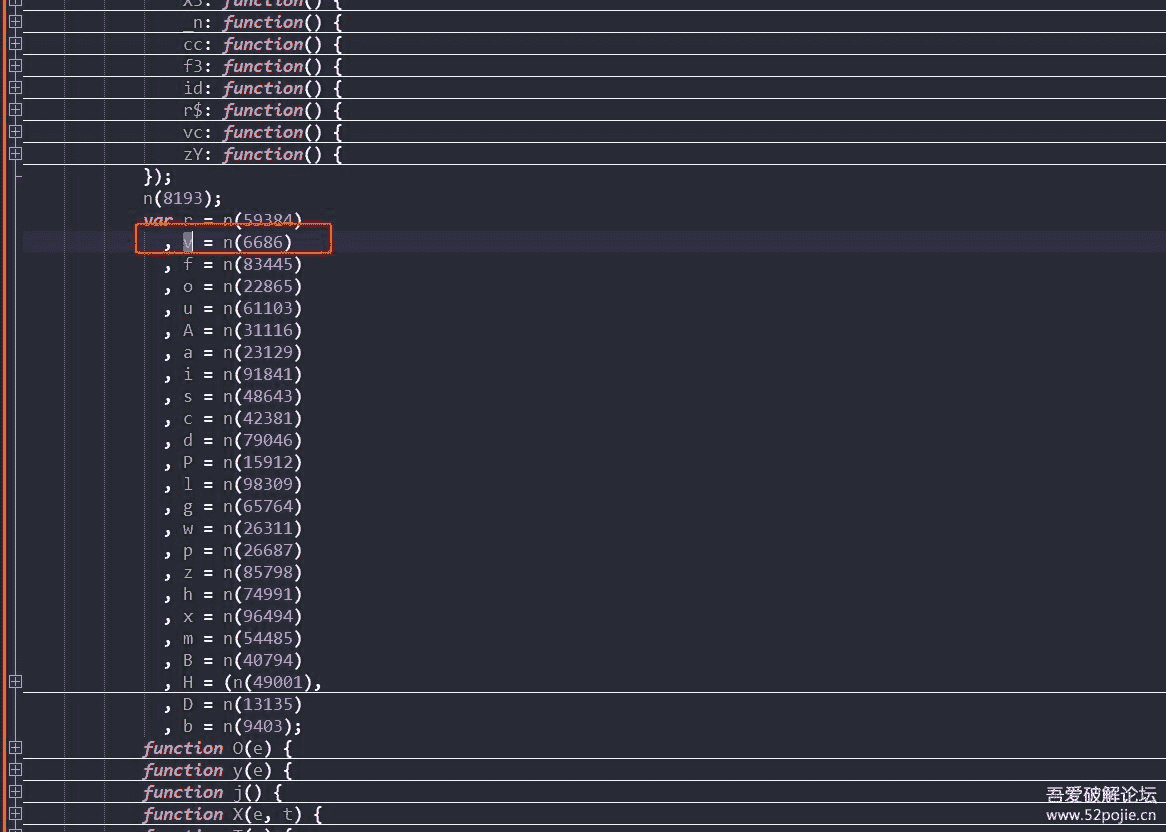 X3: function() {
_n: function() {
cc: function() {
f3: function() {
id: function() {
r$: function() {
vc: function() {
zY: function() {
});
n(8193);
var r = n(59384)
, v = n(6686)
, f = n(83445)
, o = n(22865)
, u = n(61103)
, A = n(31116)
, a = n(23129)
, i = n(91841)
, s = n(48643)
, c = n(42381)
, d = n(79046)
, P = n(15912)
, l = n(98309)
, g = n(65764)
, w = n(26311)
, p = n(26687)
, z = n(85798)
, h = n(74991)
, x = n(96494)
, m = n(54485)
, B = n(40794)
, H = (n(49001),
, D = n(13135)
, b = n(9403);
function O(e) {
function y(e) {
function j() {
function X(e, t) {
吾爱破解论坛
www.52pojie.cn